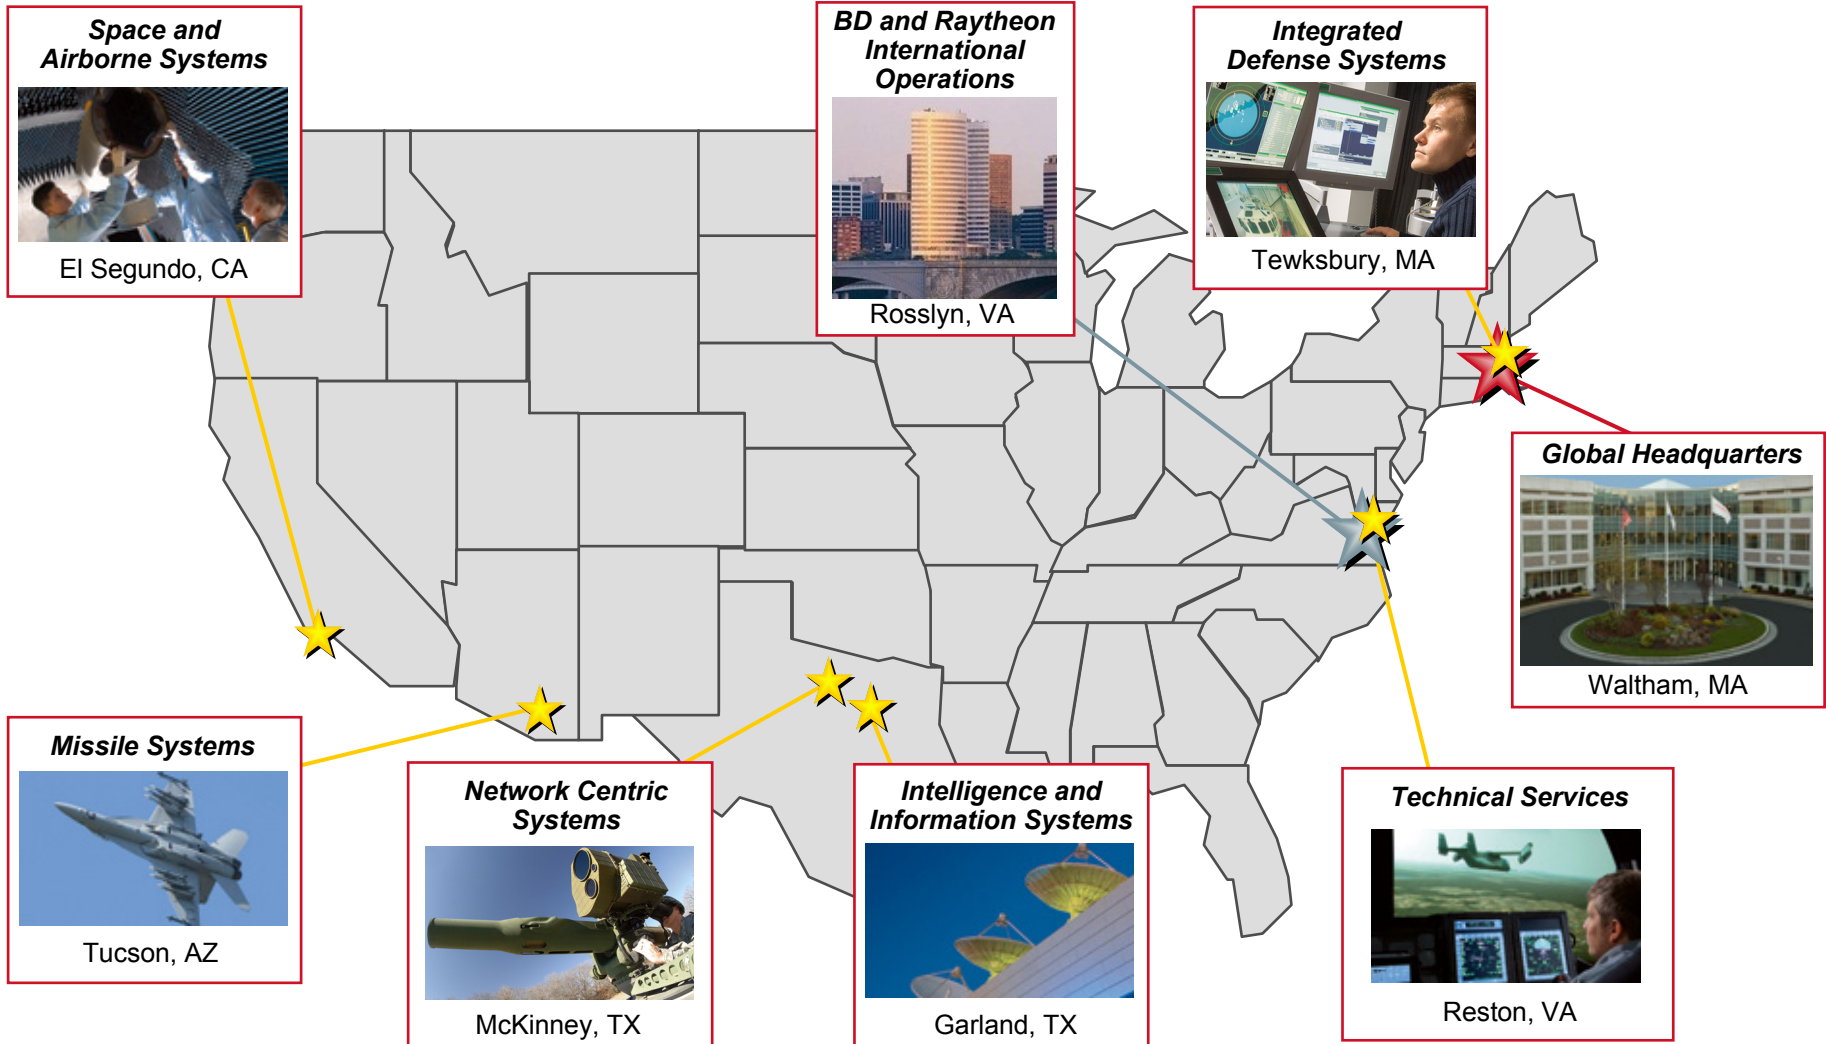 Space and
Airborne Systems
El Segundo, CA
BD and Raytheon
International
Operations
Rosslyn, VA
Integrated
Defense Systems
Tewksbury, MA
Global Headquarters
Waltham, MA
Missile Systems
Tucson, AZ
Network Centric
Systems
McKinney, TX
Intelligence and
Information Systems
Garland, TX
Technical Services
Reston, VA